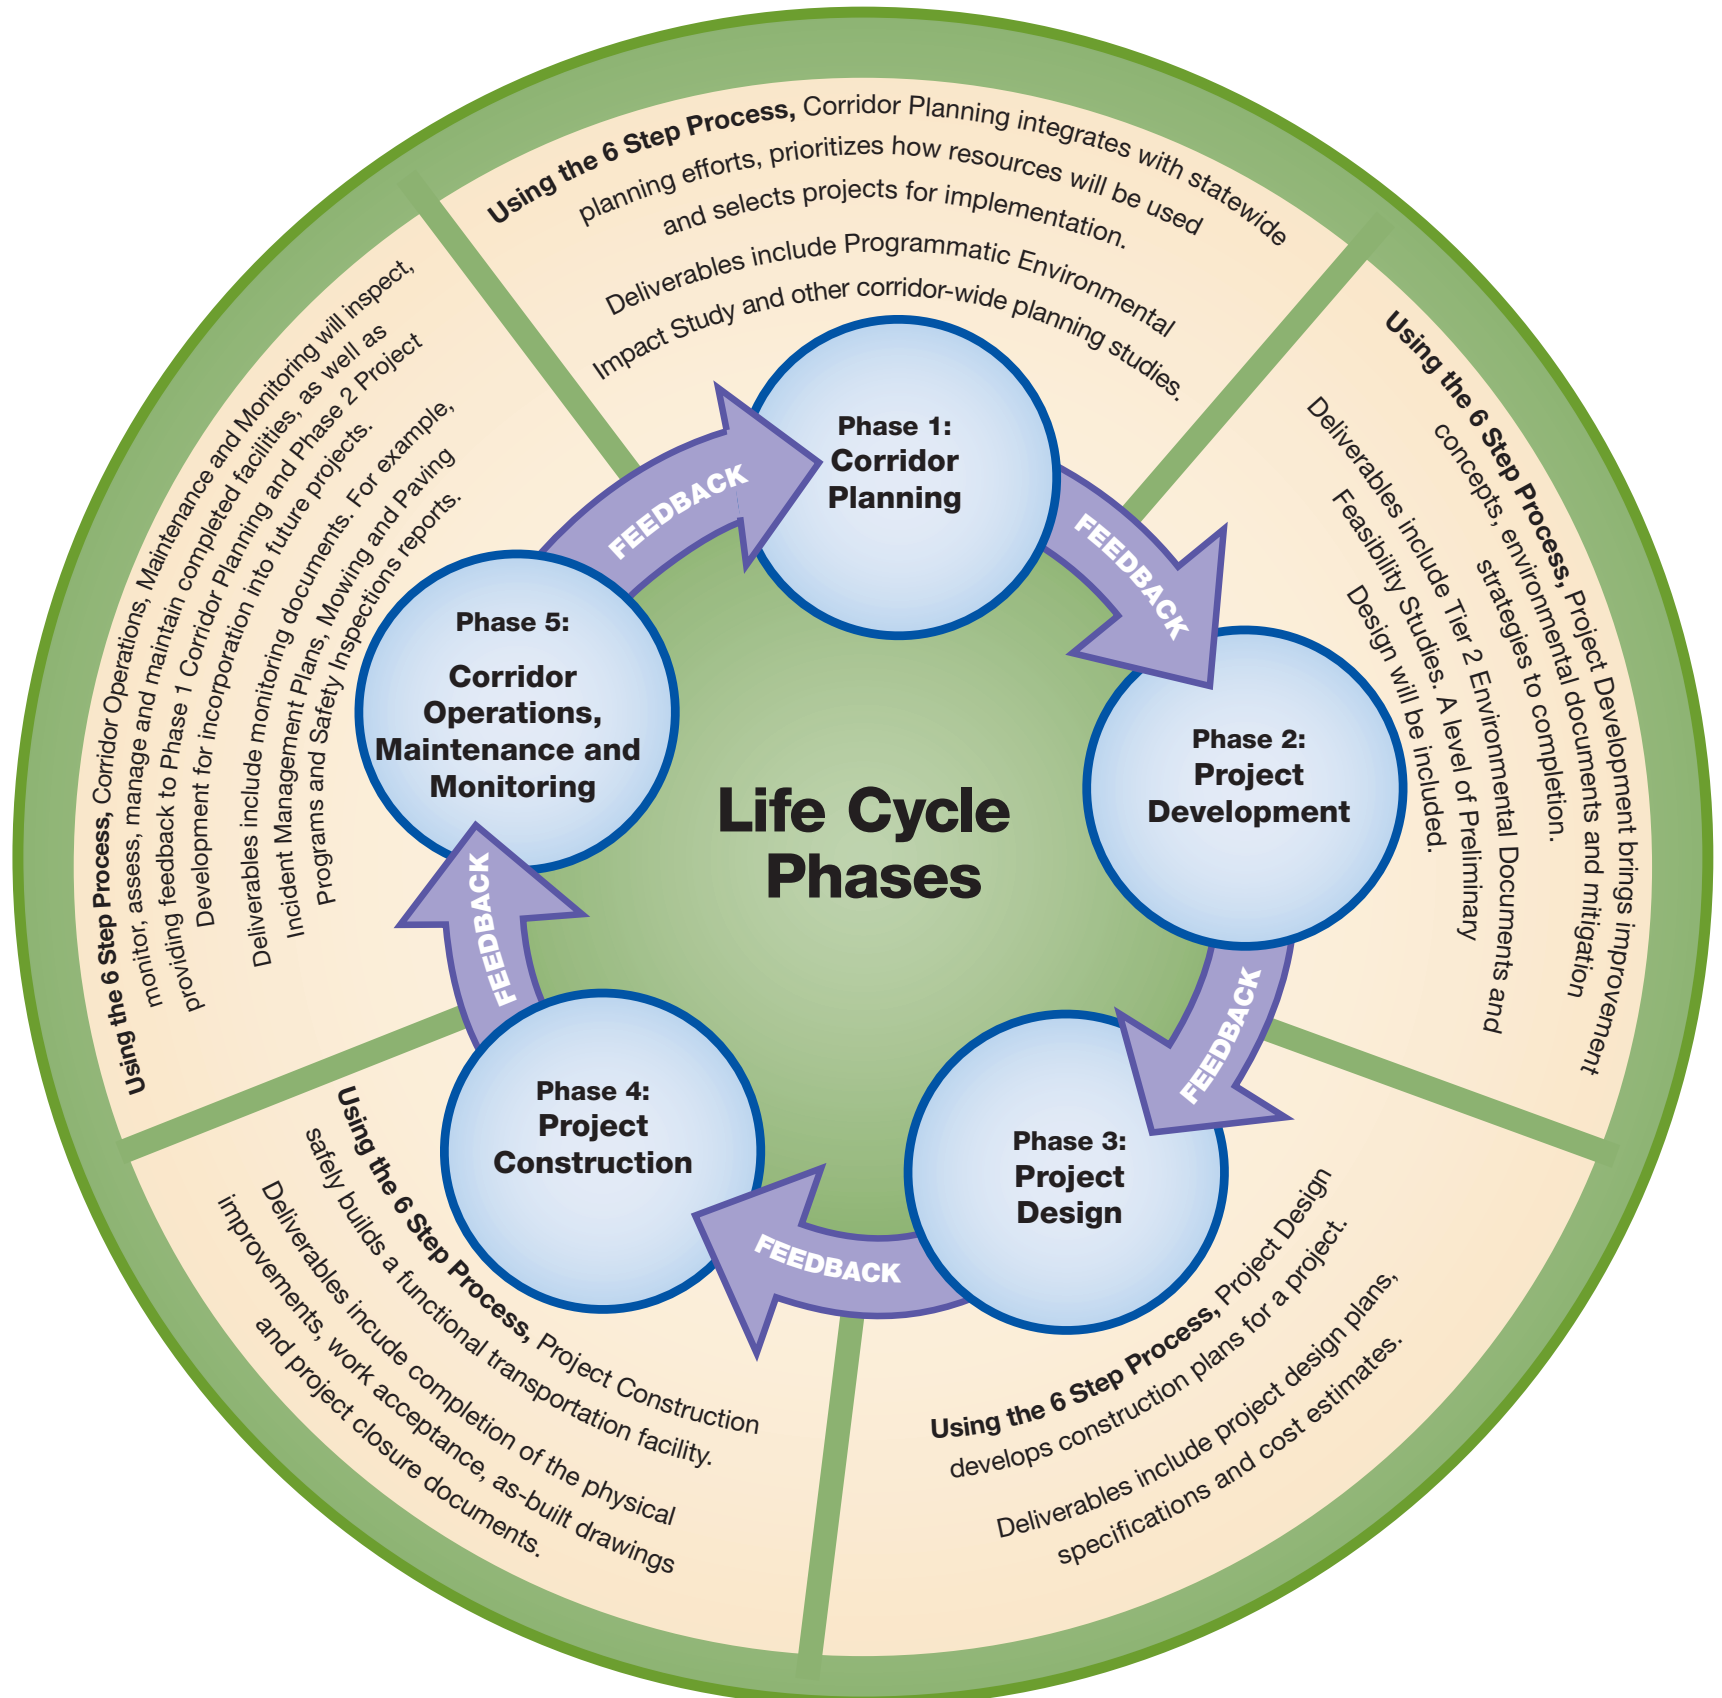 Using the 6 Step Process, Corridor Planning integrates with statewide
planning efforts, prioritizes how resources will be used
and selects projects for implementation.
Deliverables include Programmatic Environmental
Impact Study and other corridor-wide planning studies.
Phase 1:
Corridor
Planning
FEEDBACK
Using the 6 Step Process, Project Development brings improvement
concepts, environmental documents and mitigation
strategies to completion.
Deliverables include Tier 2 Environmental Documents and
Feasibility Studies. A level of Preliminary
Design will be included.
Phase 2:
Project
Development
FEEDBACK
Using the 6 Step Process, Project Design
develops construction plans for a project.
Deliverables include project design plans,
specifications and cost estimates.
Phase 3:
Project
Design
FEEDBACK
Using the 6 Step Process, Project Construction
safely builds a functional transportation facility.
Deliverables incude completion of the physical
improvements, work acceptance, as-built drawings
and project closure documents.
Phase 4:
Project
Construction
FEEDBACK
Using the 6 Step Process, Corridor Operations, Maintenance and Monitoring will inspect,
monitor, assess, manage and maintain completed facilities, as well as
providing feedback to Phase 1 Corridor Planning and Phase 2 Project
Development for incorporation into future projects.
Deliverables include monitoring documents. For example,
Incident Management Plans, Mowing and Paving
Programs and Safety Inspections reports.
Phase 5:
Corridor
Operations,
Maintenance and
Monitoring
FEEDBACK
Life Cycle
Phases